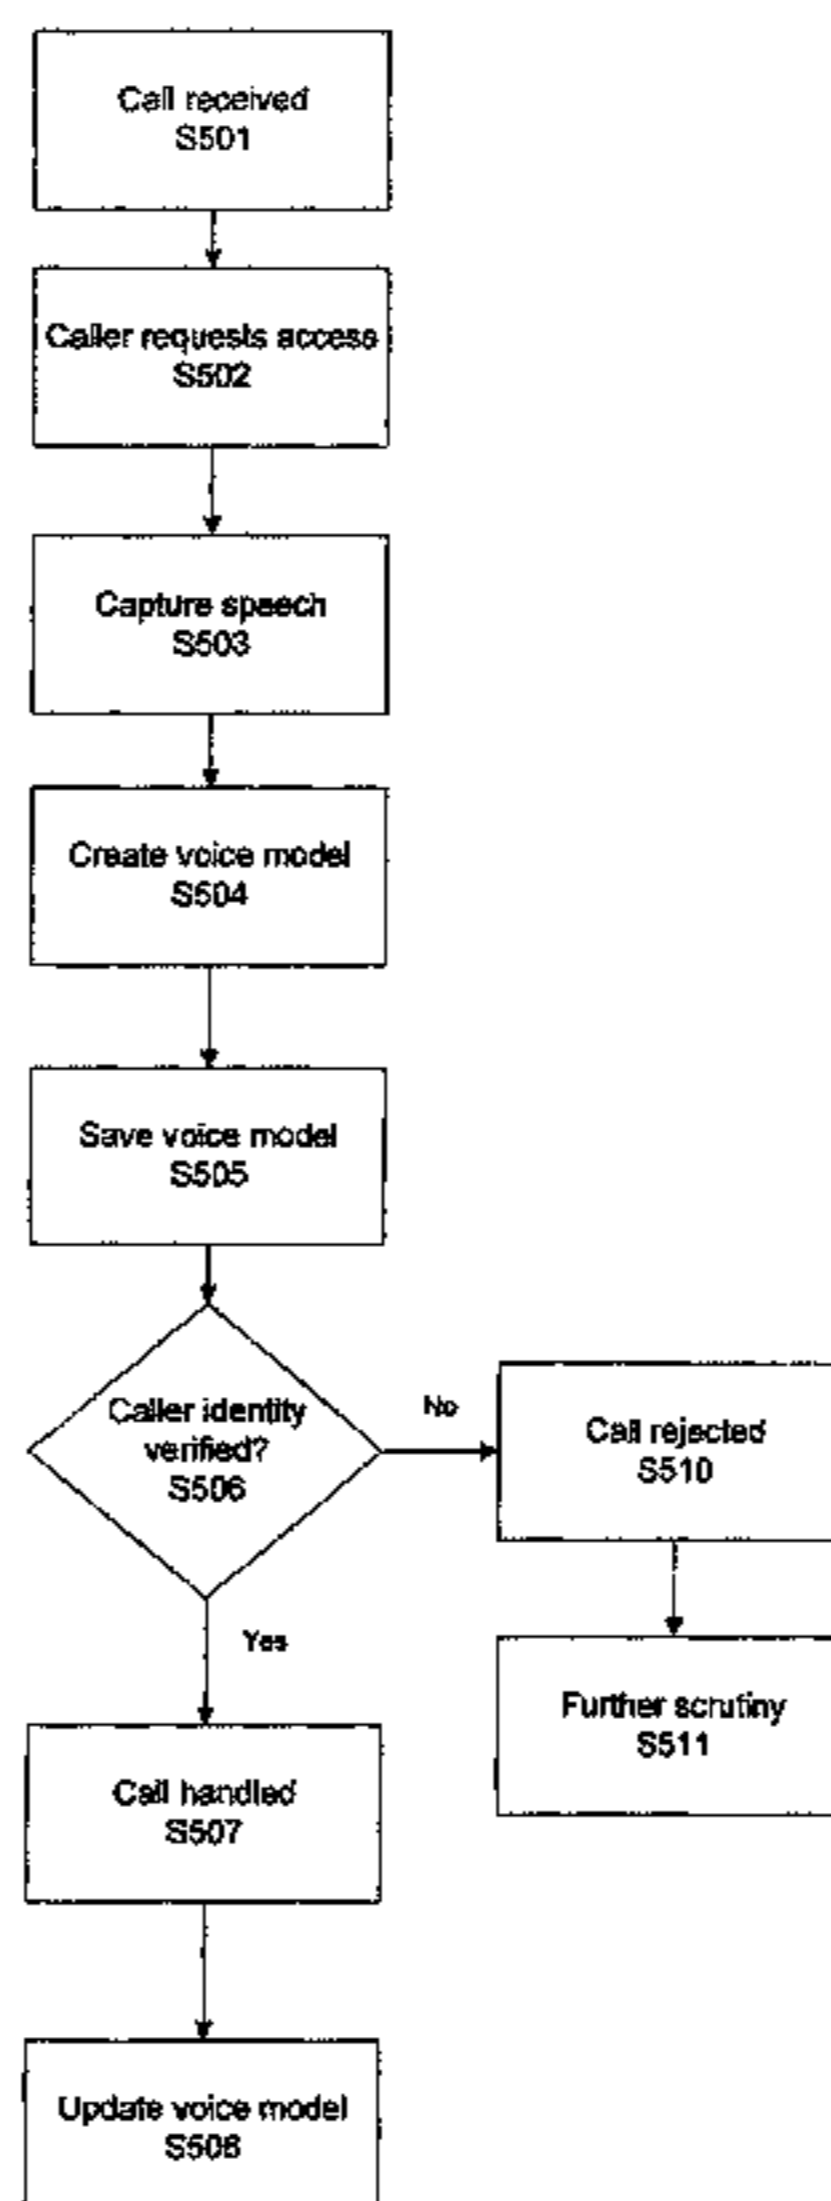 Call received
S501
Caller requests access
S502
Capture speech
S503
Create voice model
S504
Save voice model
S505
Caller identity
verified?
S506
No
Call rejected
S510
Yes
Further scrutiny
S511
Call handled
S507
Update voice model
S508